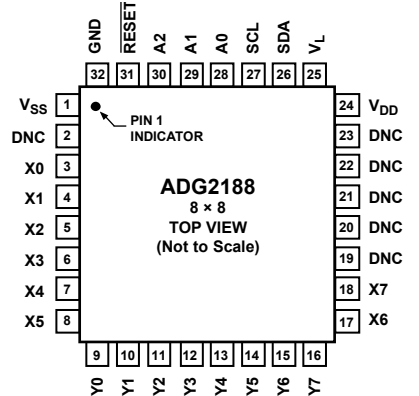 GND
RESET
A2
A1
A0
SCL
SDA
VL
32 31 30 29 28 27 26 25
VSS 1
DNC 2
X0 3
X1 4
X2 5
X3 6
X4 7
X5 8
PIN 1
INDICATOR
ADG2188
8 × 8
TOP VIEW
(Not to Scale)
24 VDD
23 DNC
22 DNC
21 DNC
20 DNC
19 DNC
18 X7
17 X6
9 10 11 12 13 14 15 16
Y0
Y1
Y2
Y3
Y4
Y5
Y6
Y7